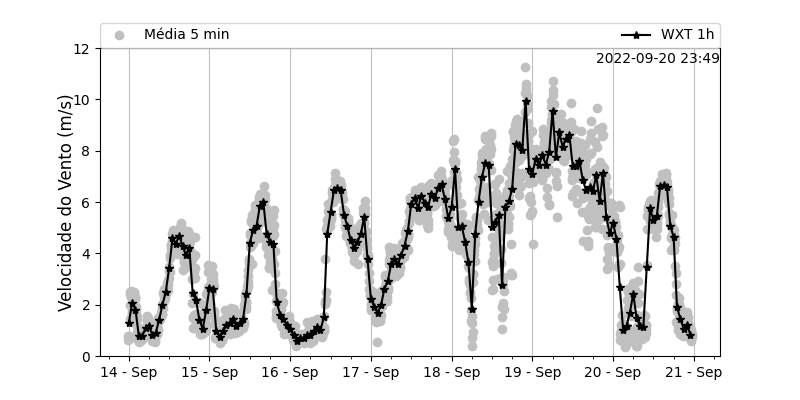 Média 5 min
WXT 1h
2022-09-20 23:49
Velocidade do Vento (m/s)
12
10
8
6
4
2
0
14 - Sep
15 - Sep
16 - Sep
17 - Sep
18 - Sep
19 - Sep
20 - Sep
21 - Sep